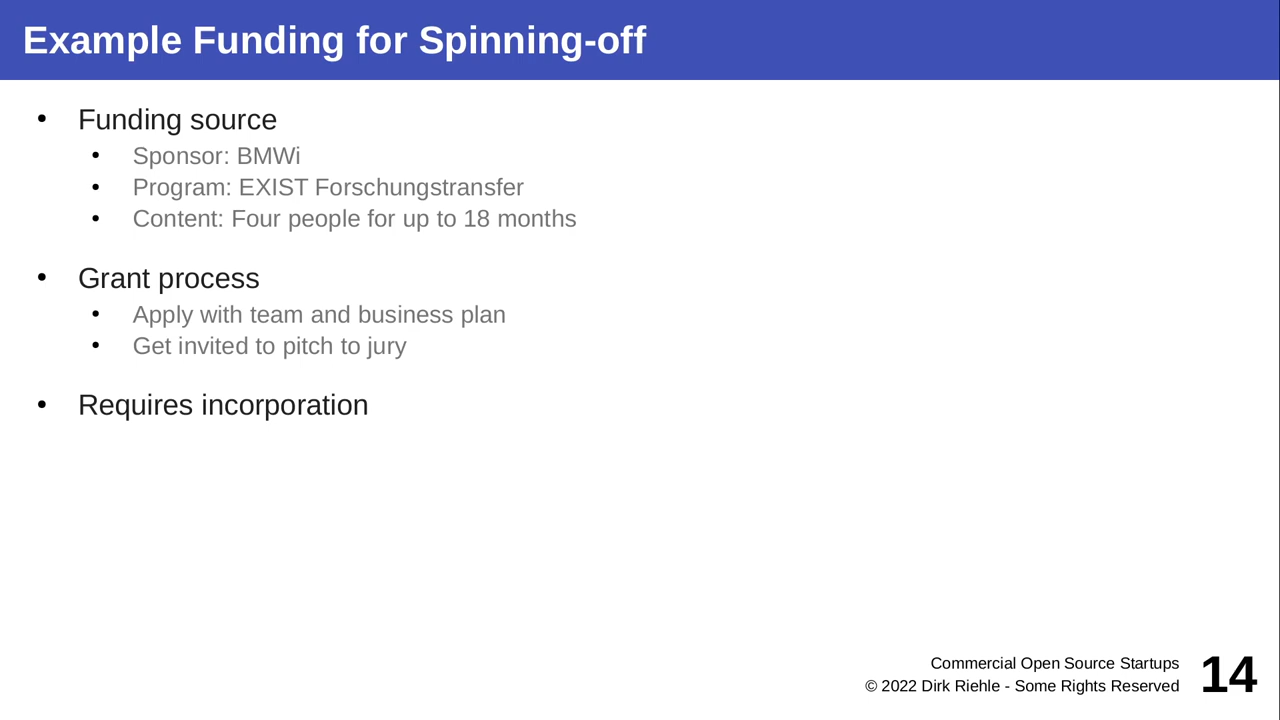 Example Funding for Spinning-off
• Funding source
• Sponsor: BMWi
• Program: EXIST Forschungstransfer
• Content: Four people for up to 18 months
• Grant process
• Apply with team and business plan
• Get invited to pitch to jury
• Requires incorporation
Commercial Open Source Startups
© 2022 Dirk Riehle - Some Rights Reserved
14